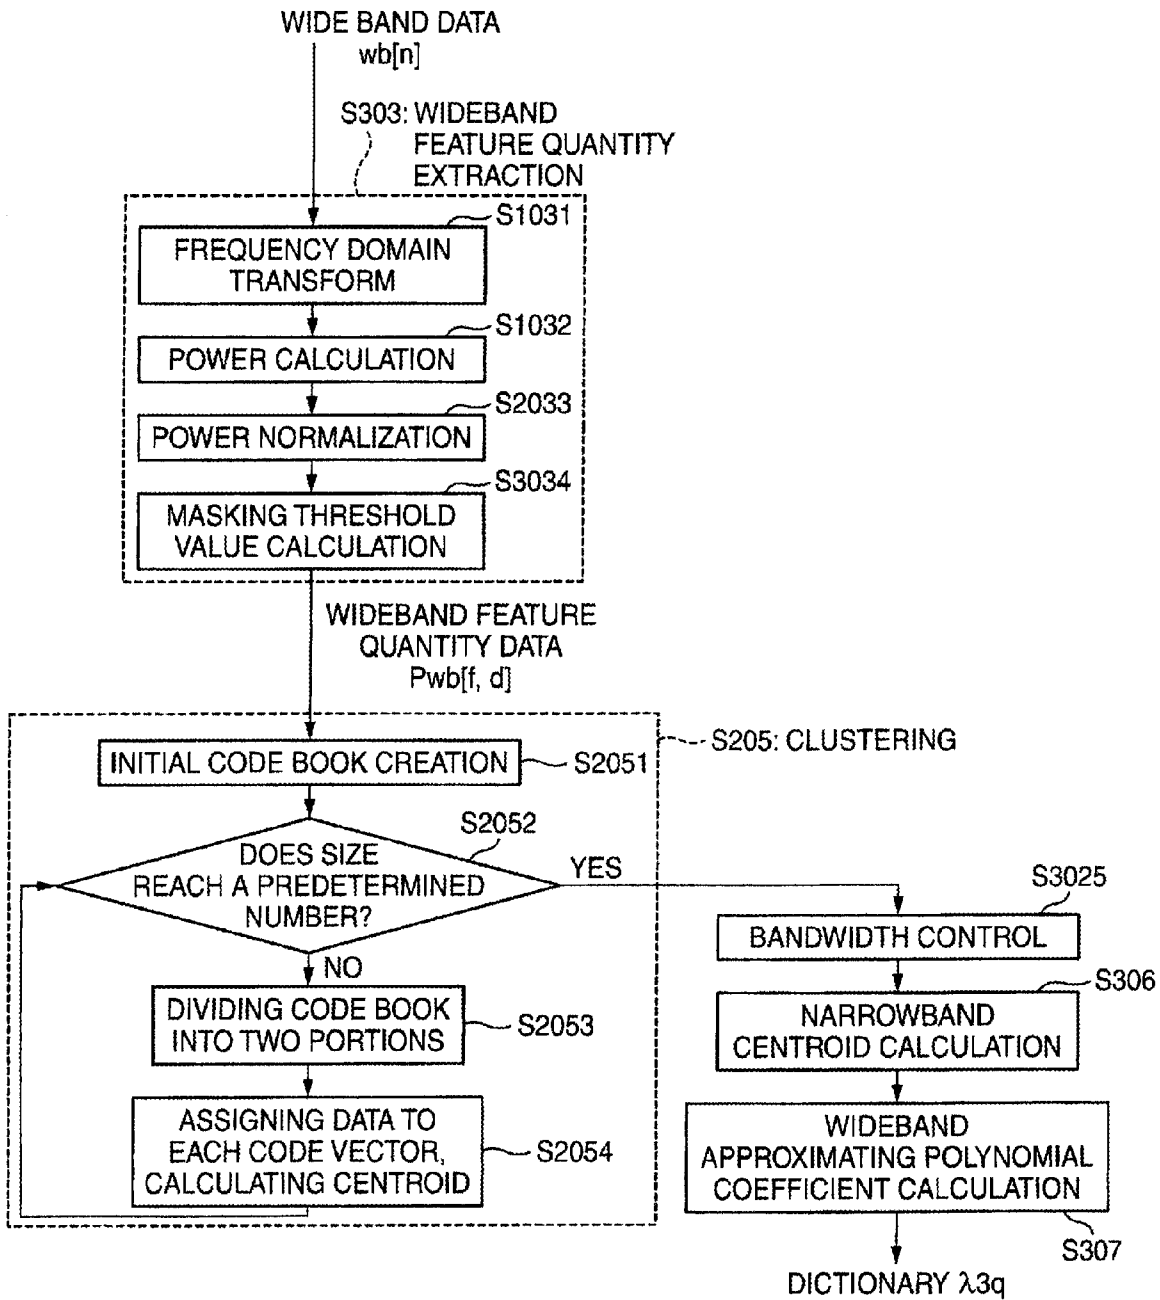 WIDE BAND DATA
wb[n]
S303: WIDEBAND
FEATURE QUANTITY
EXTRACTION
S1031
FREQUENCY DOMAIN
TRANSFORM
S1032
POWER CALCULATION
S2033
POWER NORMALIZATION
S3034
MASKING THRESHOLD
VALUE CALCULATION
WIDEBAND FEATURE
QUANTITY DATA
Pwb[f, d]
S205: CLUSTERING
INITIAL CODE BOOK CREATION
S2051
S2052
DOES SIZE
REACH A PREDETERMINED
NUMBER?
YES
NO
DIVIDING CODE BOOK
INTO TWO PORTIONS
S2053
ASSIGNING DATA TO
EACH CODE VECTOR,
CALCULATING CENTROID
S2054
S3025
BANDWIDTH CONTROL
S306
NARROWBAND
CENTROID CALCULATION
WIDEBAND
APPROXIMATING POLYNOMIAL
COEFFICIENT CALCULATION
S307
DICTIONARY λ3q